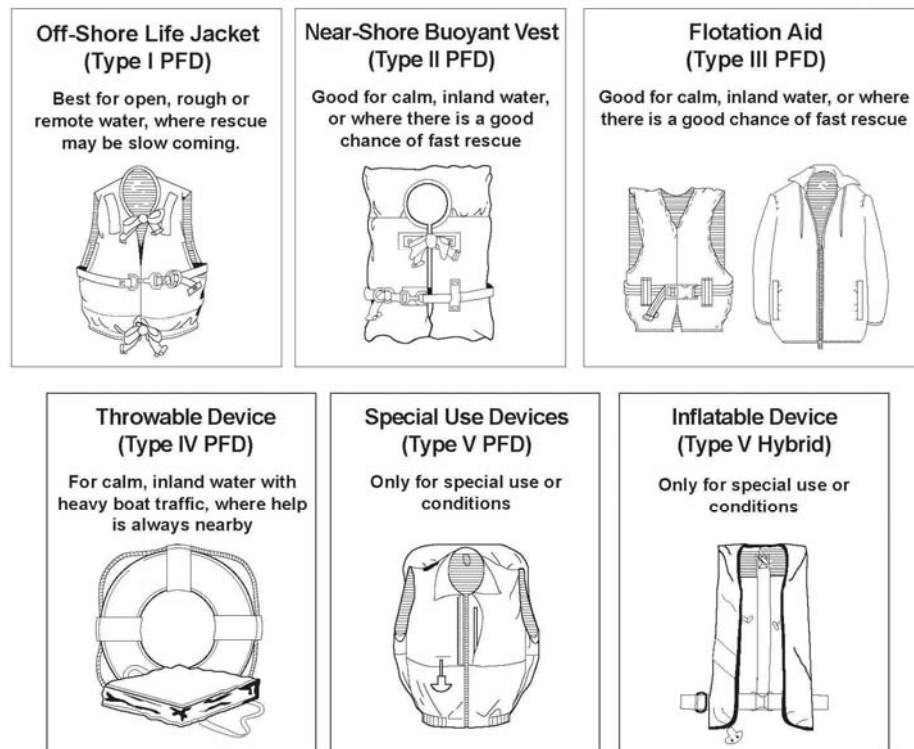 Off-Shore Life Jacket
(Type I PFD)
Best for open, rough or
remote water, where rescue
may be slow coming.
Near-Shore Buoyant Vest
(Type II PFD)
Good for calm, inland water,
or where there is a good
chance of fast rescue
Flotation Aid
(Type III PFD)
Good for calm, inland water, or where
there is a good chance of fast rescue
Throwable Device
(Type IV PFD)
For calm, inland water with
heavy boat traffic, where help
is always nearby
Special Use Devices
(Type V PFD)
Only for special use or
conditions
Inflatable Device
(Type V Hybrid)
Only for special use or
conditions